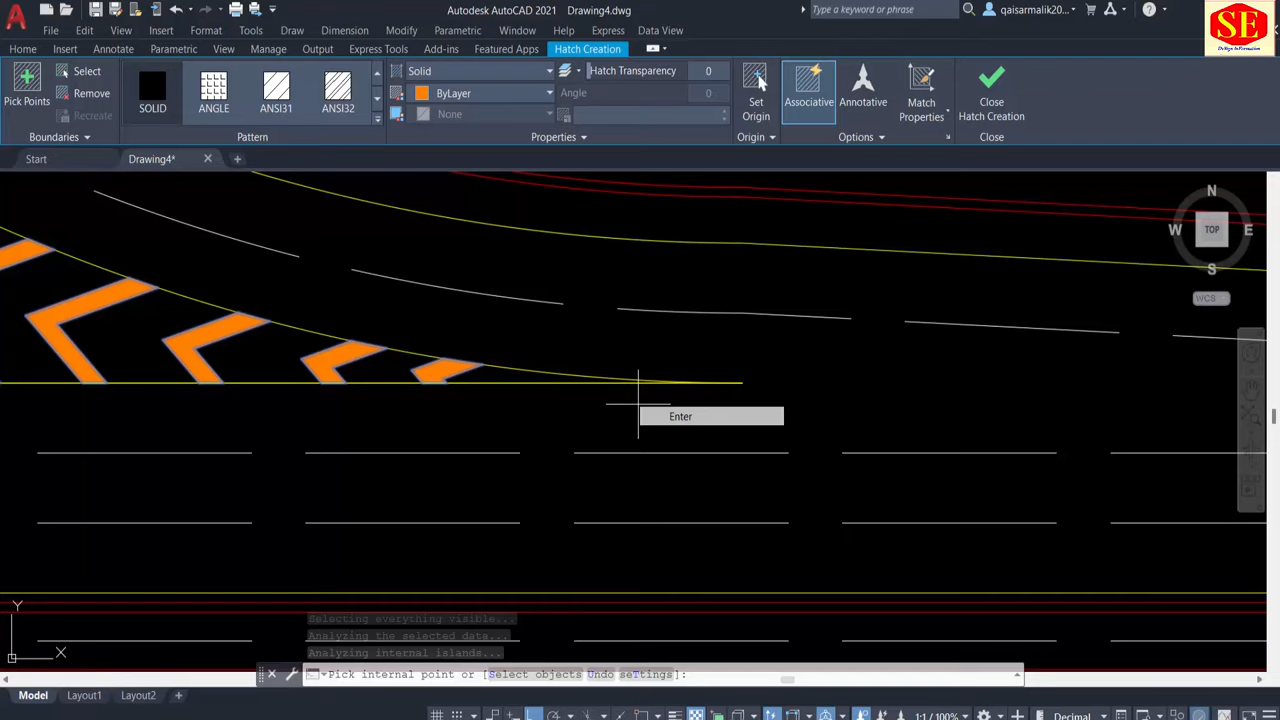 Autodesk AutoCAD 2021 Drawing4.dwg
Type a keyword or phrase
qaisarmalik20...
SE
DeSign InFormation
File Edit View Insert Format Tools Draw Dimension Modify Parametric Window Help Express Data View
Home Insert Annotate Parametric View Manage Output Express Tools Add-ins Featured Apps Hatch Creation
Pick Points
Select
Remove
Recreate
Boundaries
SOLID
ANGLE
ANSI31
ANSI32
Pattern
Solid
ByLayer
None
Hatch Transparency 0
Angle 0
Properties
Set
Origin
Origin
Associative
Annotative
Match
Properties
Options
Close
Hatch Creation
Close
Start
Drawing4*
N
W TOP E
S
WCS
Enter
Y
X
Selecting everything visible...
Analyzing the selected data...
Analyzing internal islands...
Pick internal point or [Select objects Undo seTtings]:
Model Layout1 Layout2
1:1 / 100% Decimal